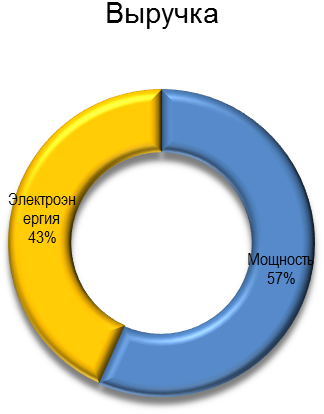 Выручка
Электроэн
ергия
43%
Мощность
57%